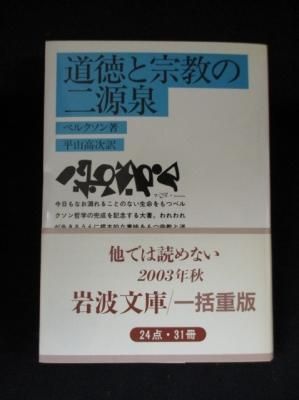 道徳と宗教の
二源泉
ベルクソン著
平山高次訳
今日もなお涸れることのない生命をもつベル
クソン哲学の完成を記念する大書。われわれ
他では読めない
2003年秋
岩波文庫/一括重版
24点・31冊